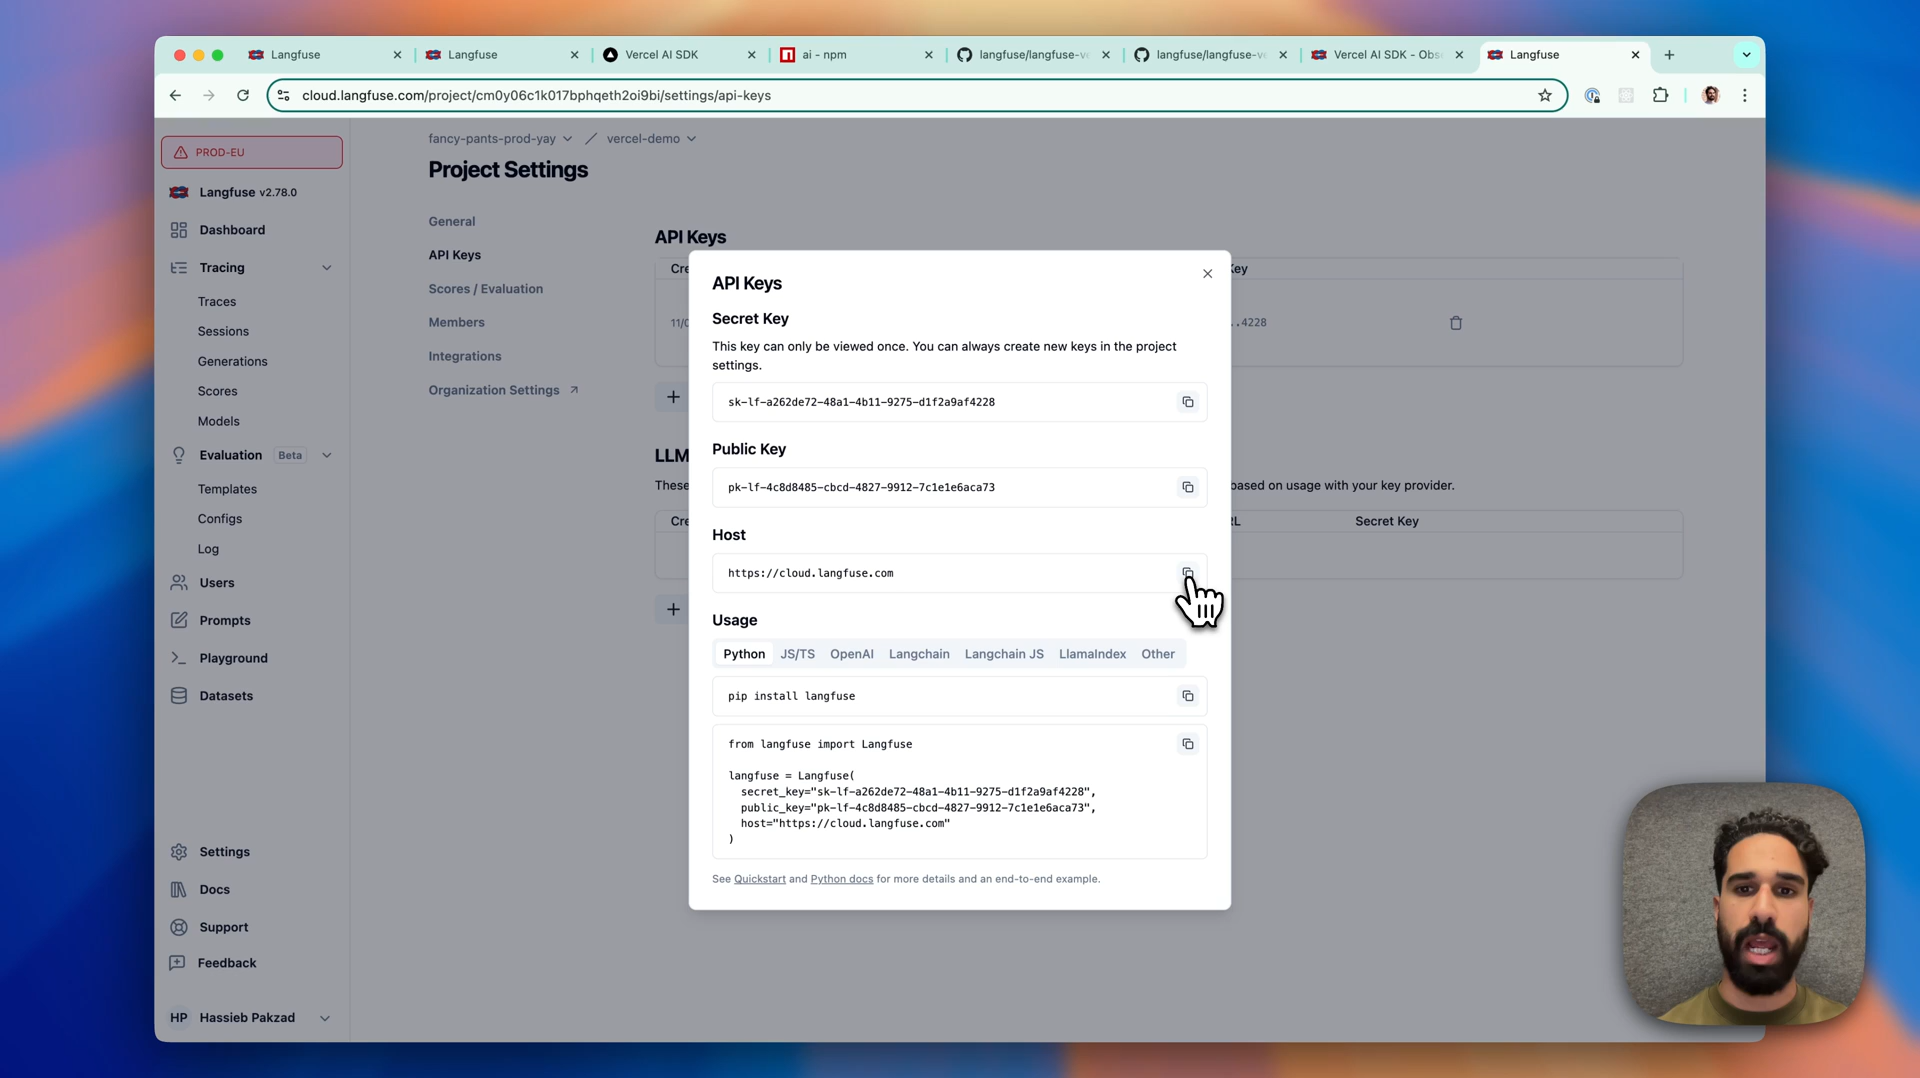 Langfuse
Langfuse
Vercel AI SDK
ai - npm
langfuse/langfuse-ve
langfuse/langfuse-ve
Vercel AI SDK - Obs
Langfuse
cloud.langfuse.com/project/cm0y06c1k017bphqeth2oi9bi/settings/api-keys
PROD-EU
Langfuse v2.78.0
Dashboard
Tracing
Traces
Sessions
Generations
Scores
Models
Evaluation Beta
Templates
Configs
Log
Users
Prompts
Playground
Datasets
Settings
Docs
Support
Feedback
HP Hassieb Pakzad
fancy-pants-prod-yay / vercel-demo
Project Settings
General
API Keys
Scores / Evaluation
Members
Integrations
Organization Settings
API Keys
Cre
Key
11/0
..4228
LLM
These
based on usage with your key provider.
Cre
RL
Secret Key
API Keys
Secret Key
This key can only be viewed once. You can always create new keys in the project
settings.
sk-lf-a262de72-48a1-4b11-9275-d1f2a9af4228
Public Key
pk-lf-4c8d8485-cbcd-4827-9912-7c1e1e6aca73
Host
https://cloud.langfuse.com
Usage
Python JS/TS OpenAI Langchain Langchain JS LlamaIndex Other
pip install langfuse
from langfuse import Langfuse
langfuse = Langfuse(
secret_key="sk-lf-a262de72-48a1-4b11-9275-d1f2a9af4228",
public_key="pk-lf-4c8d8485-cbcd-4827-9912-7c1e1e6aca73",
host="https://cloud.langfuse.com"
)
See Quickstart and Python docs for more details and an end-to-end example.